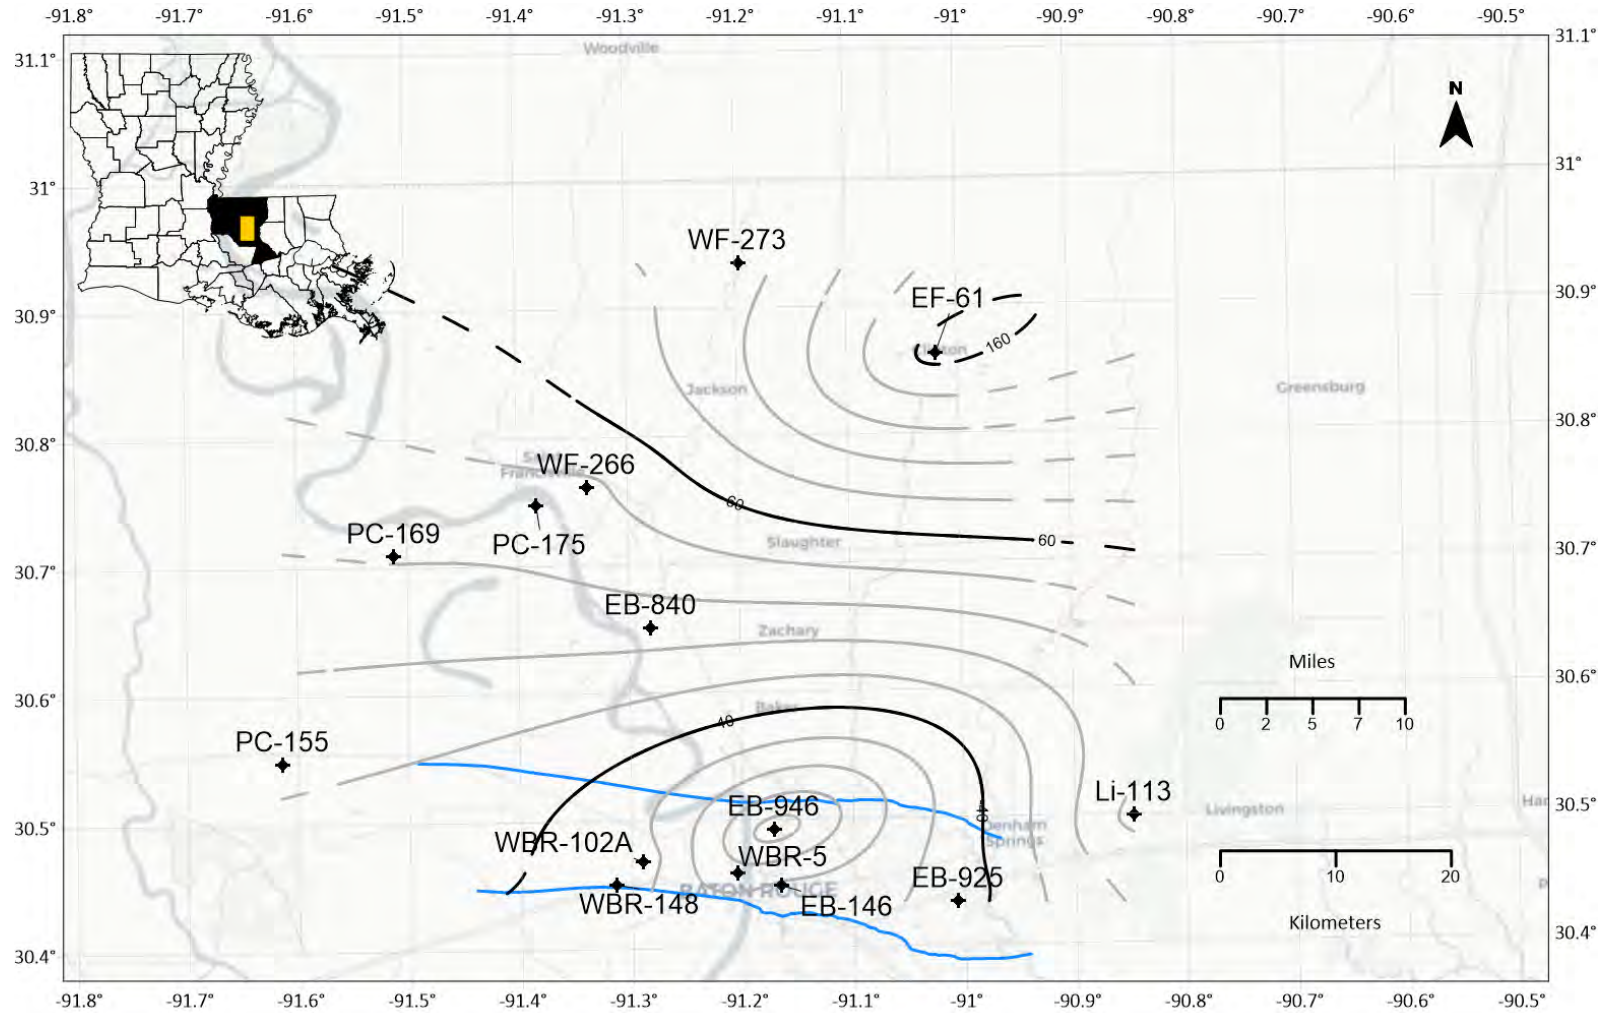 -91.8° -91.7° -91.6° -91.5° -91.4° -91.3° -91.2° -91.1° -91° -90.9° -90.8° -90.7° -90.6° -90.5°
31.1° 31.1°
Woodville
N
31° 31°
WF-273
30.9° 30.9°
EF-61
160
Jackson
Greensburg
30.8° 30.8°
WF-266
60
PC-169
PC-175
Slaughter
60
30.7° 30.7°
EB-840
Zachary
Miles
30.6° 30.6°
0 2 5 7 10
Baker
40
PC-155
Li-113
EB-946
Livingston
30.5° 30.5°
40
Denham
Springs
WBR-102A
WBR-5
0 10 20
EB-925
BATON ROUGE
WBR-148
EB-146
Kilometers
30.4° 30.4°
-91.8° -91.7° -91.6° -91.5° -91.4° -91.3° -91.2° -91.1° -91° -90.9° -90.8° -90.7° -90.6° -90.5°